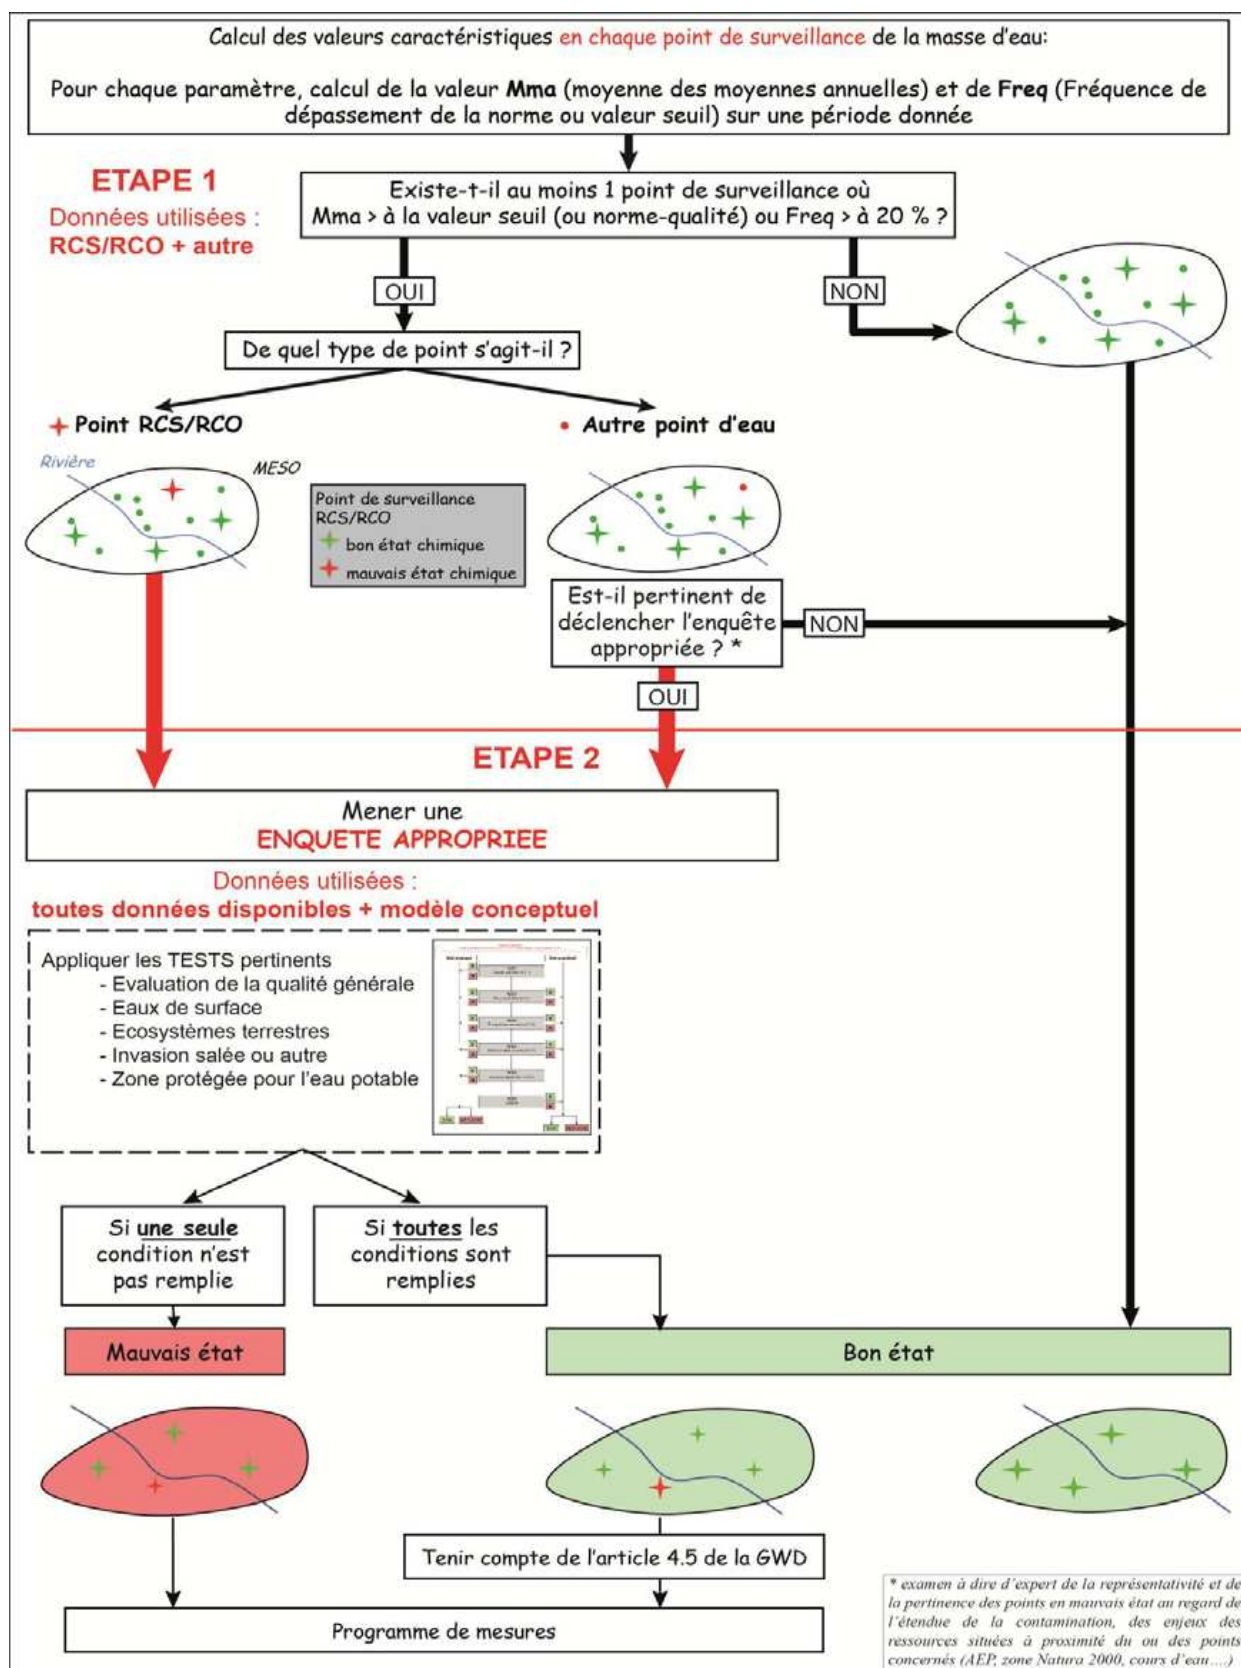 Calcul des valeurs caractéristiques en chaque point de surveillance de la masse d'eau:
Pour chaque paramètre, calcul de la valeur Mma (moyenne des moyennes annuelles) et de Freq (Fréquence de
dépassement de la norme ou valeur seuil) sur une période donnée
ETAPE 1
Données utilisées :
RCS/RCO + autre
Existe-t-il au moins 1 point de surveillance où
Mma > à la valeur seuil (ou norme-qualité) ou Freq > à 20 % ?
OUI
NON
De quel type de point s'agit-il ?
Point RCS/RCO
Autre point d'eau
Rivière
MESO
Point de surveillance
RCS/RCO
bon état chimique
mauvais état chimique
Est-il pertinent de
déclencher l'enquête
appropriée ? *
NON
OUI
ETAPE 2
Mener une
ENQUETE APPROPRIEE
Données utilisées :
toutes données disponibles + modèle conceptuel
Appliquer les TESTS pertinents
- Evaluation de la qualité générale
- Eaux de surface
- Ecosystèmes terrestres
- Invasion salée ou autre
- Zone protégée pour l'eau potable
Si une seule
condition n'est
pas remplie
Si toutes les
conditions sont
remplies
Mauvais état
Bon état
Tenir compte de l'article 4.5 de la GWD
Programme de mesures
* examen à dire d'expert de la représentativité et de
la pertinence des points en mauvais état au regard de
l'étendue de la contamination, des enjeux des
ressources situées à proximité du ou des points
concernés (AEP, zone Natura 2000, cours d'eau....)